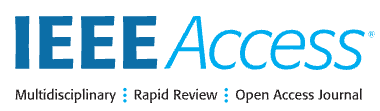 IEEE Access®
Multidisciplinary ⋮ Rapid Review ⋮ Open Access Journal